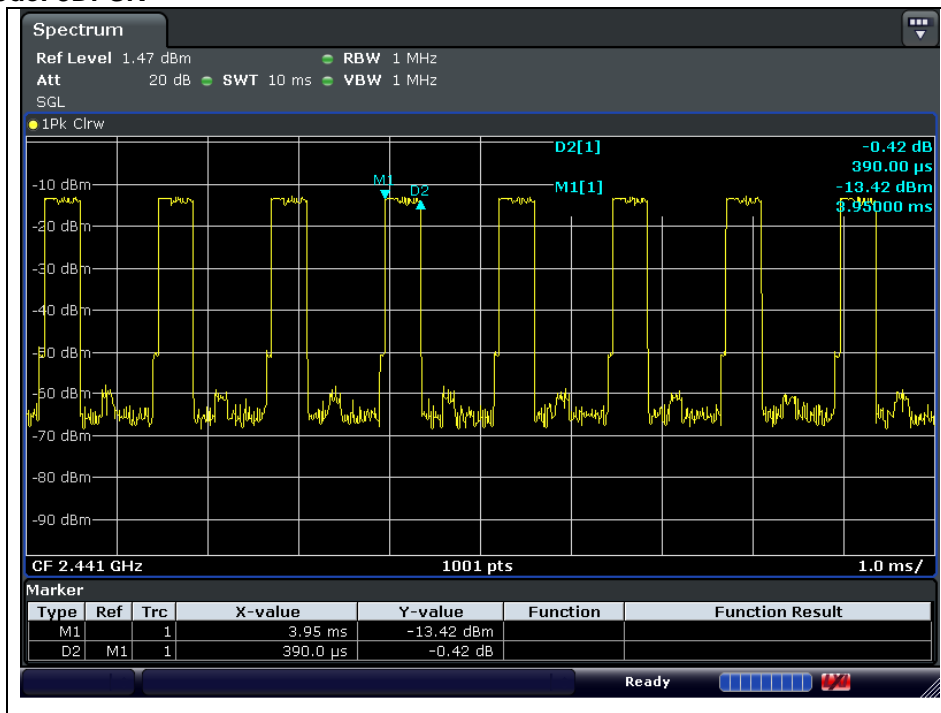 Spectrum
Ref Level 1.47 dBm RBW 1 MHz
Att 20 dB SWT 10 ms VBW 1 MHz
SGL
1Pk Clrw
D2[1] -0.42 dB
390.00 µs
M1[1] -13.42 dBm
3.95000 ms
M1
D2
-10 dBm
-20 dBm
-30 dBm
-40 dBm
-50 dBm
-60 dBm
-70 dBm
-80 dBm
-90 dBm
CF 2.441 GHz 1001 pts 1.0 ms/
Marker
Type Ref Trc X-value Y-value Function Function Result
M1 1 3.95 ms -13.42 dBm
D2 M1 1 390.0 µs -0.42 dB
Ready